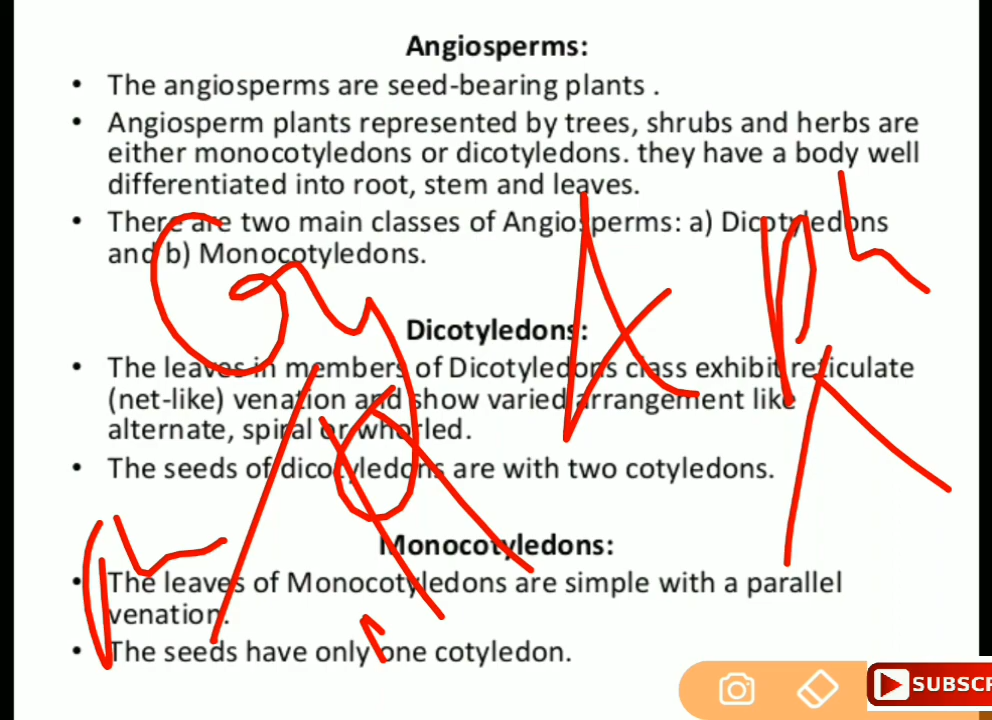 Angiosperms:
• The angiosperms are seed-bearing plants .
• Angiosperm plants represented by trees, shrubs and herbs are
either monocotyledons or dicotyledons. they have a body well
differentiated into root, stem and leaves.
• There are two main classes of Angiosperms: a) Dicotyledons
and b) Monocotyledons.
Dicotyledons:
• The leaves in members of Dicotyledons class exhibit reticulate
(net-like) venation and show varied arrangement like
alternate, spiral or whorled.
• The seeds of dicotyledons are with two cotyledons.
Monocotyledons:
• The leaves of Monocotyledons are simple with a parallel
venation.
• The seeds have only one cotyledon.
SUBSCR